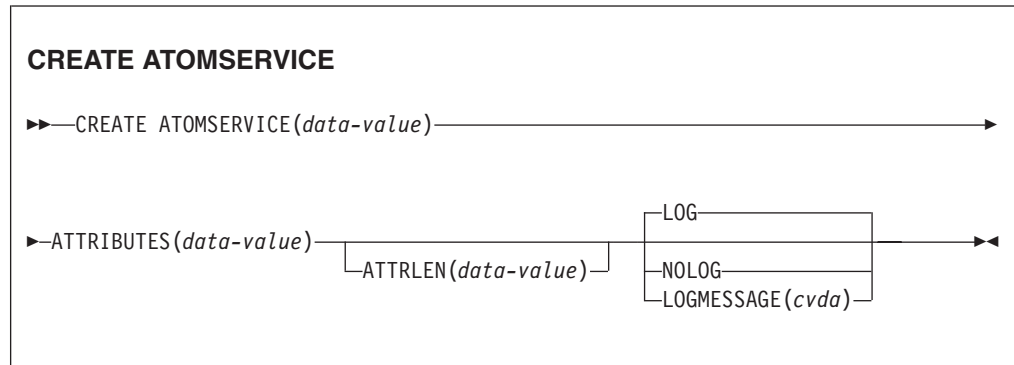 CREATE ATOMSERVICE
CREATE ATOMSERVICE(data-value)
ATTRIBUTES(data-value)
ATTRLEN(data-value)
LOG
NOLOG
LOGMESSAGE(cvda)